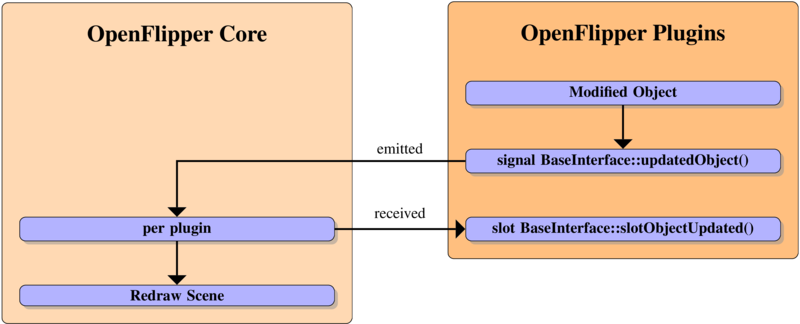 OpenFlipper Core
OpenFlipper Plugins
Modified Object
emitted
signal BaseInterface::updatedObject()
per plugin
received
slot BaseInterface::slotObjectUpdated()
Redraw Scene